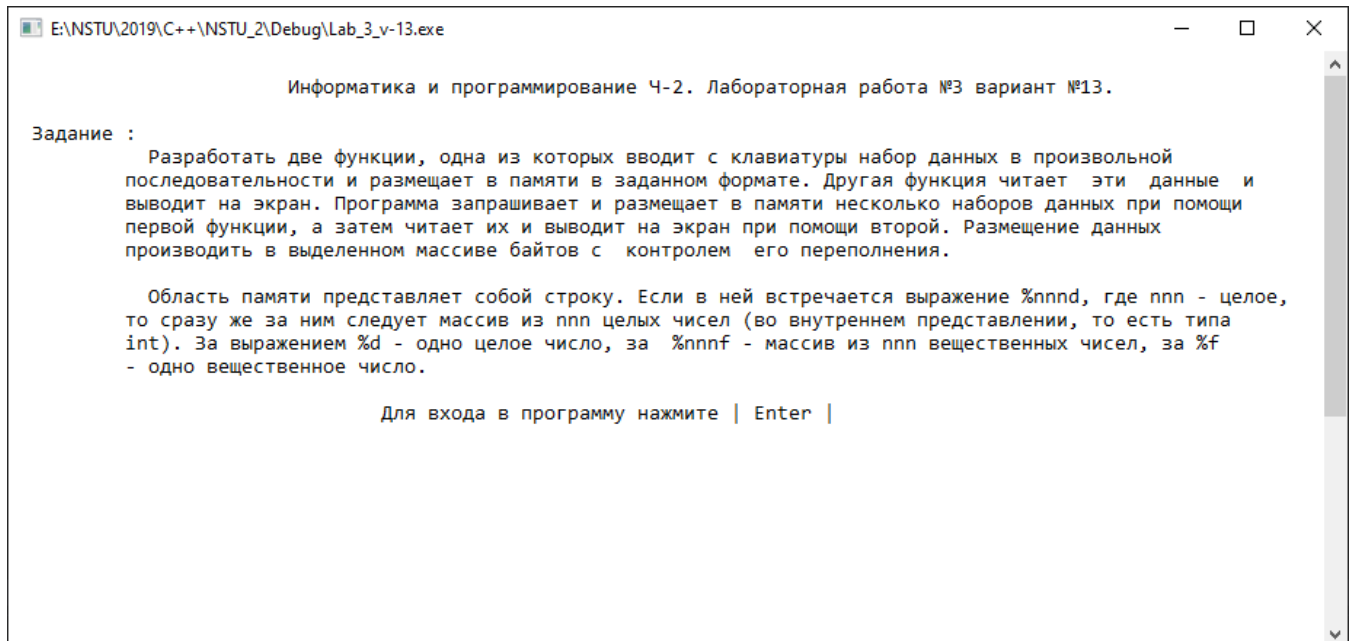 E:\NSTU\2019\C++\NSTU_2\Debug\Lab_3_v-13.exe
Информатика и программирование Ч-2. Лабораторная работа №3 вариант №13.
Задание :
Разработать две функции, одна из которых вводит с клавиатуры набор данных в произвольной
последовательности и размещает в памяти в заданном формате. Другая функция читает  эти  данные  и
выводит на экран. Программа запрашивает и размещает в памяти несколько наборов данных при помощи
первой функции, а затем читает их и выводит на экран при помощи второй. Размещение данных
производить в выделенном массиве байтов с  контролем  его переполнения.
Область памяти представляет собой строку. Если в ней встречается выражение %nnnd, где nnn - целое,
то сразу же за ним следует массив из nnn целых чисел (во внутреннем представлении, то есть типа
int). За выражением %d - одно целое число, за  %nnnf - массив из nnn вещественных чисел, за %f
- одно вещественное число.
Для входа в программу нажмите | Enter |